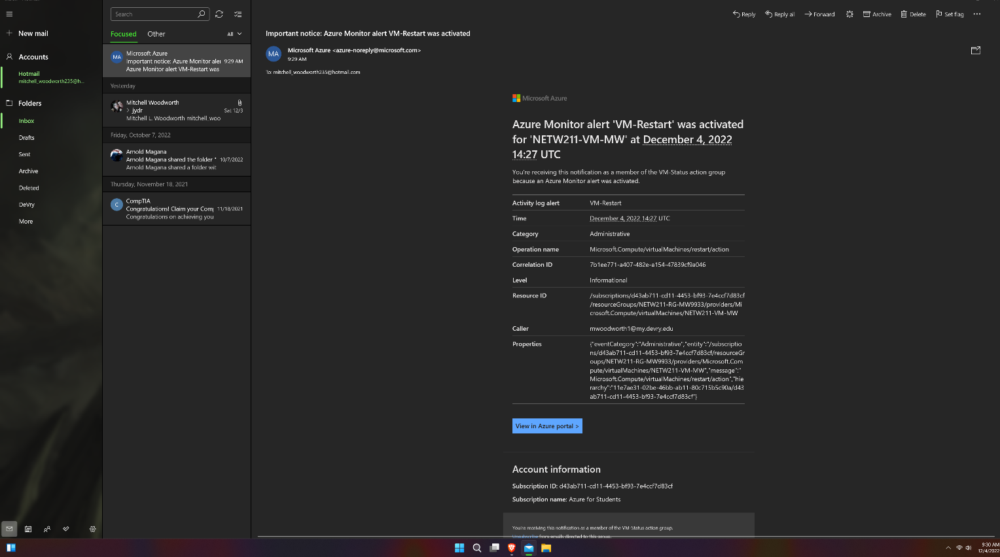 Search
Reply
Reply all
Forward
Archive
Delete
Set flag
New mail
Focused
Other
All
Important notice: Azure Monitor alert VM-Restart was activated
Accounts
Hotmail
mitchell_woodworth235@h...
Folders
Inbox
Drafts
Sent
Archive
Deleted
DeVry
More
MA
Microsoft Azure
Important notice: Azure Monitor aler
9:29 AM
Azure Monitor alert VM-Restart was
Yesterday
Mitchell Woodworth
> jydr
Sat 12/3
Mitchell L. Woodworth mitchell_woo
Friday, October 7, 2022
Arnold Magana
Arnold Magana shared the folder "
10/7/2022
Arnold Magana shared a folder wit
Thursday, November 18, 2021
C
CompTIA
Congratulations! Claim your Comp
11/18/2021
Congratulations on achieving you
MA
Microsoft Azure <azure-noreply@microsoft.com>
9:29 AM
To: mitchell_woodworth235@hotmail.com
Microsoft Azure
Azure Monitor alert 'VM-Restart' was activated
for 'NETW211-VM-MW' at December 4, 2022
14:27 UTC
You're receiving this notification as a member of the VM-Status action group
because an Azure Monitor alert was activated.
Activity log alert VM-Restart
Time December 4, 2022 14:27 UTC
Category Administrative
Operation name Microsoft.Compute/virtualMachines/restart/action
Correlation ID 7b1ee771-a407-482e-a154-47839cf9a046
Level Informational
Resource ID /subscriptions/d43ab711-cd11-4453-bf93-7e4ccf7d83cf
/resourceGroups/NETW211-RG-MW9933/providers/Mi
crosoft.Compute/virtualMachines/NETW211-VM-MW
Caller mwoodworth1@my.devry.edu
Properties {"eventCategory":"Administrative","entity":"/subscriptio
ns/d43ab711-cd11-4453-bf93-7e4ccf7d83cf/resourceGr
oups/NETW211-RG-MW9933/providers/Microsoft.Com
pute/virtualMachines/NETW211-VM-MW","message":"
Microsoft.Compute/virtualMachines/restart/action","hie
rarchy":"11e7ae31-02be-46bb-ab11-80c715b5c90a/d43
ab711-cd11-4453-bf93-7e4ccf7d83cf"}
View in Azure portal >
Account information
Subscription ID: d43ab711-cd11-4453-bf93-7e4ccf7d83cf
Subscription name: Azure for Students
You're receiving this notification as a member of the VM-Status action group.
Unsubscribe from emails directed to this group.
9:30 AM
12/4/2022